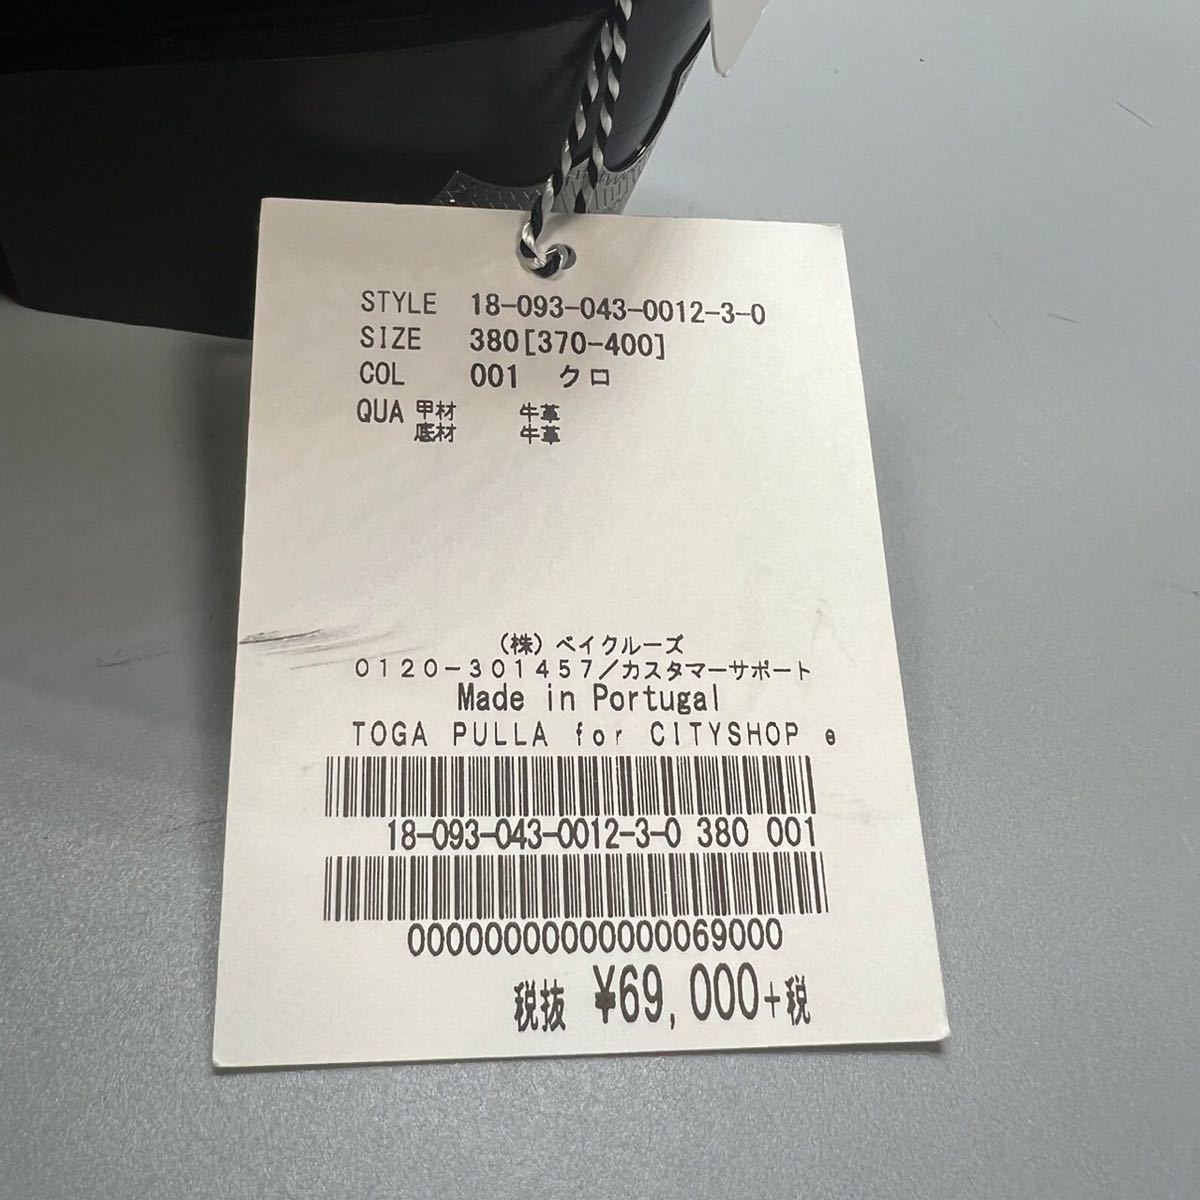 STYLE 18-093-043-0012-3-0
SIZE 380[370-400]
COL 001 クロ
QUA 甲材 牛革
底材 牛革
(株)ベイクルーズ
0120-301457/カスタマーサポート
Made in Portugal
TOGA PULLA for CITYSHOP e
18-093-043-0012-3-0 380 001
00000000000000069000
税抜 ¥69,000+税